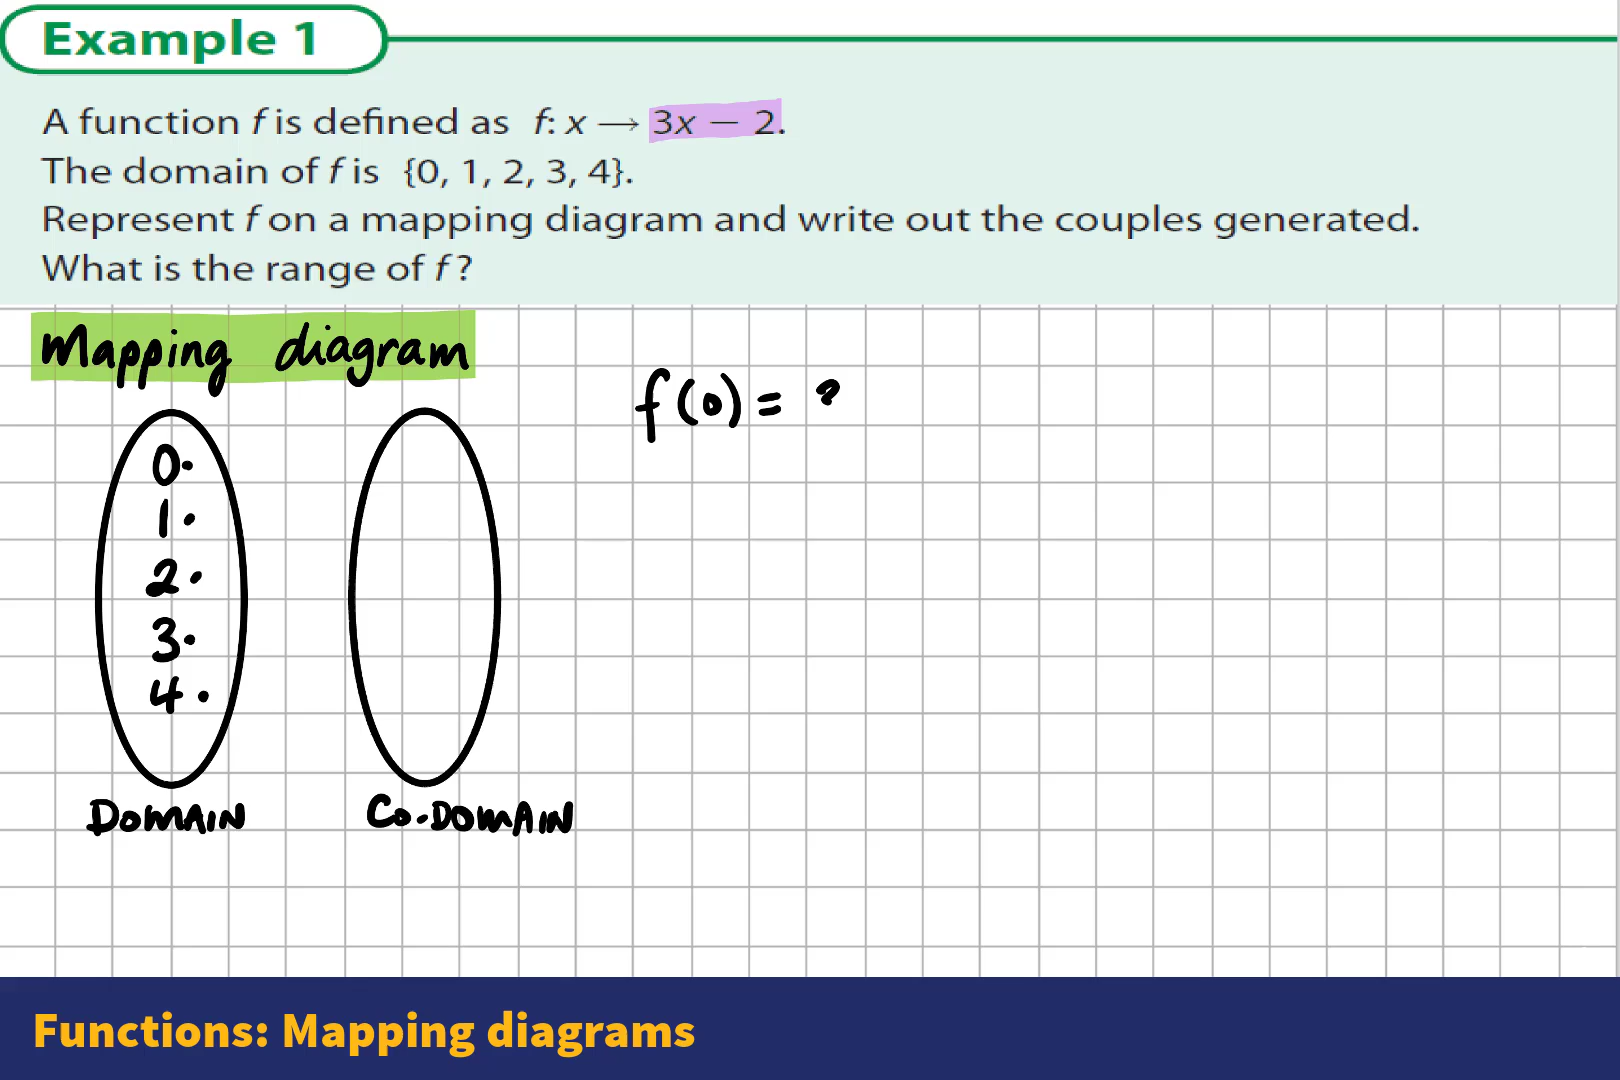 Example 1
A function f is defined as f: x → 3x − 2.
The domain of f is {0, 1, 2, 3, 4}.
Represent f on a mapping diagram and write out the couples generated.
What is the range of f?
Mapping diagram
f(0) = ?
0.
1.
2.
3.
4.
DOMAIN
CO-DOMAIN
Functions: Mapping diagrams